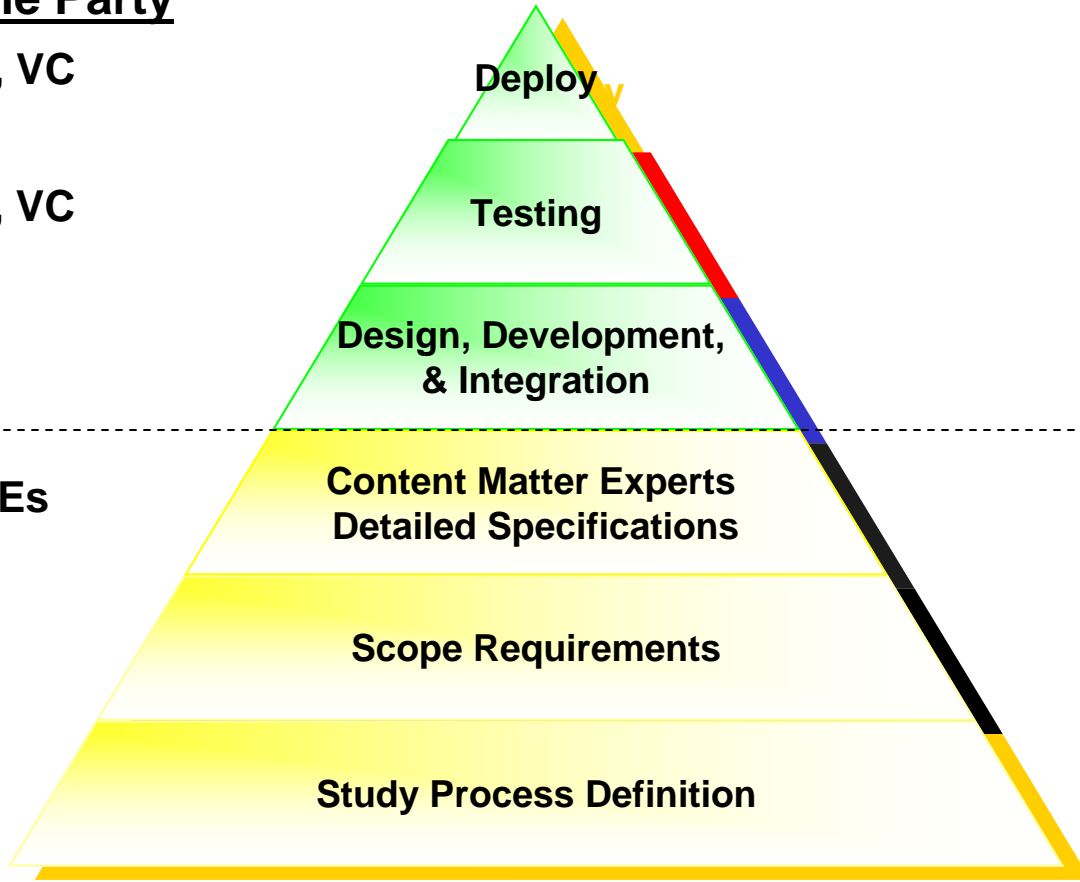 ne Party
, VC
Deploy
, VC
Testing
Design, Development,
& Integration
Es
Content Matter Experts
Detailed Specifications
Scope Requirements
Study Process Definition